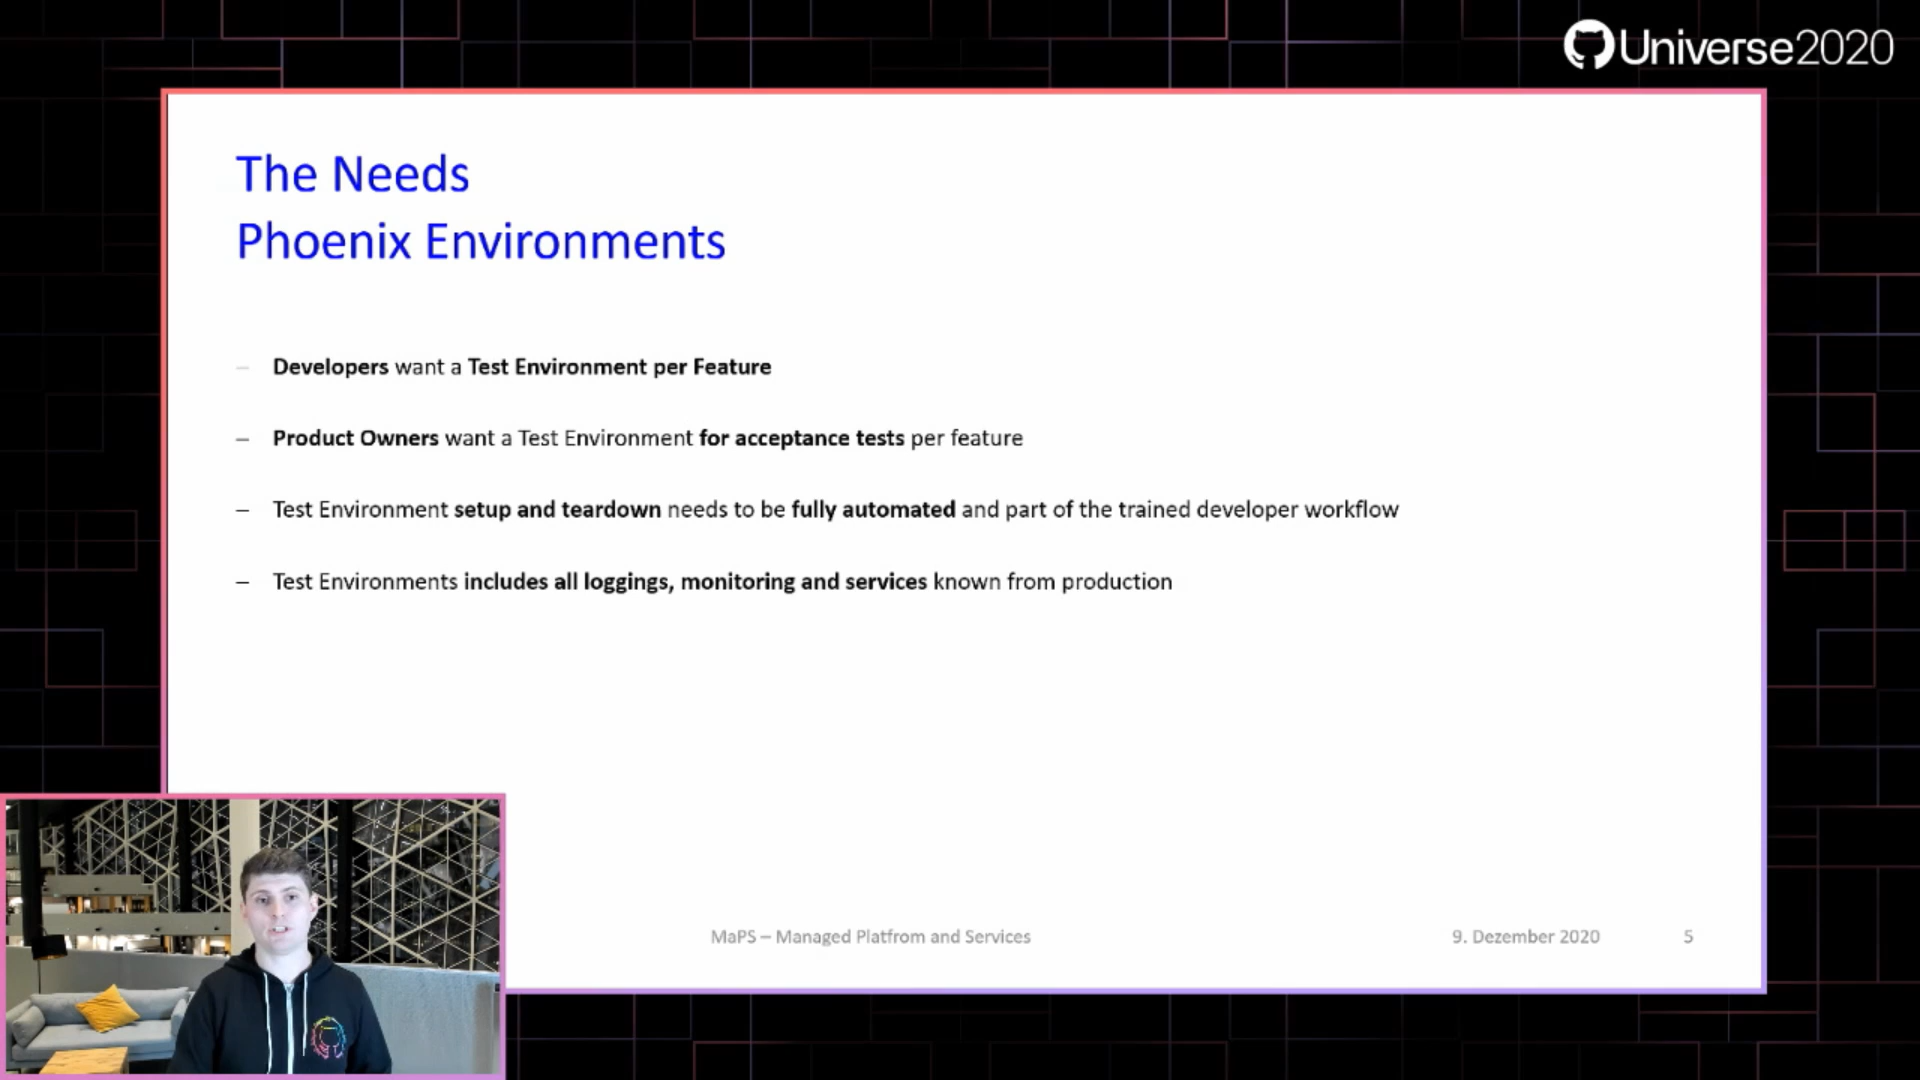 Universe2020
The Needs
Phoenix Environments
– Developers want a Test Environment per Feature
– Product Owners want a Test Environment for acceptance tests per feature
– Test Environment setup and teardown needs to be fully automated and part of the trained developer workflow
– Test Environments includes all loggings, monitoring and services known from production
MaPS – Managed Platfrom and Services
9. Dezember 2020
5